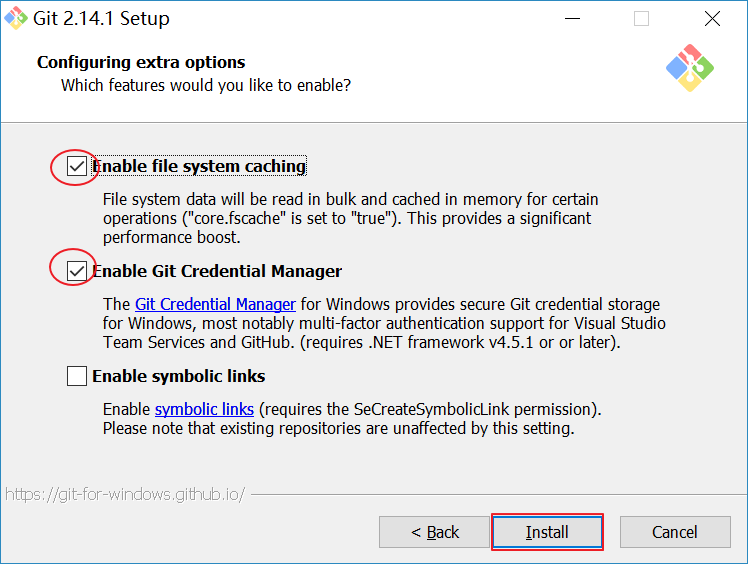 Git 2.14.1 Setup
Configuring extra options
Which features would you like to enable?
Enable file system caching
File system data will be read in bulk and cached in memory for certain
operations ("core.fscache" is set to "true"). This provides a significant
performance boost.
Enable Git Credential Manager
The Git Credential Manager for Windows provides secure Git credential storage
for Windows, most notably multi-factor authentication support for Visual Studio
Team Services and GitHub. (requires .NET framework v4.5.1 or or later).
Enable symbolic links
Enable symbolic links (requires the SeCreateSymbolicLink permission).
Please note that existing repositories are unaffected by this setting.
https://git-for-windows.github.io/
< Back Install Cancel